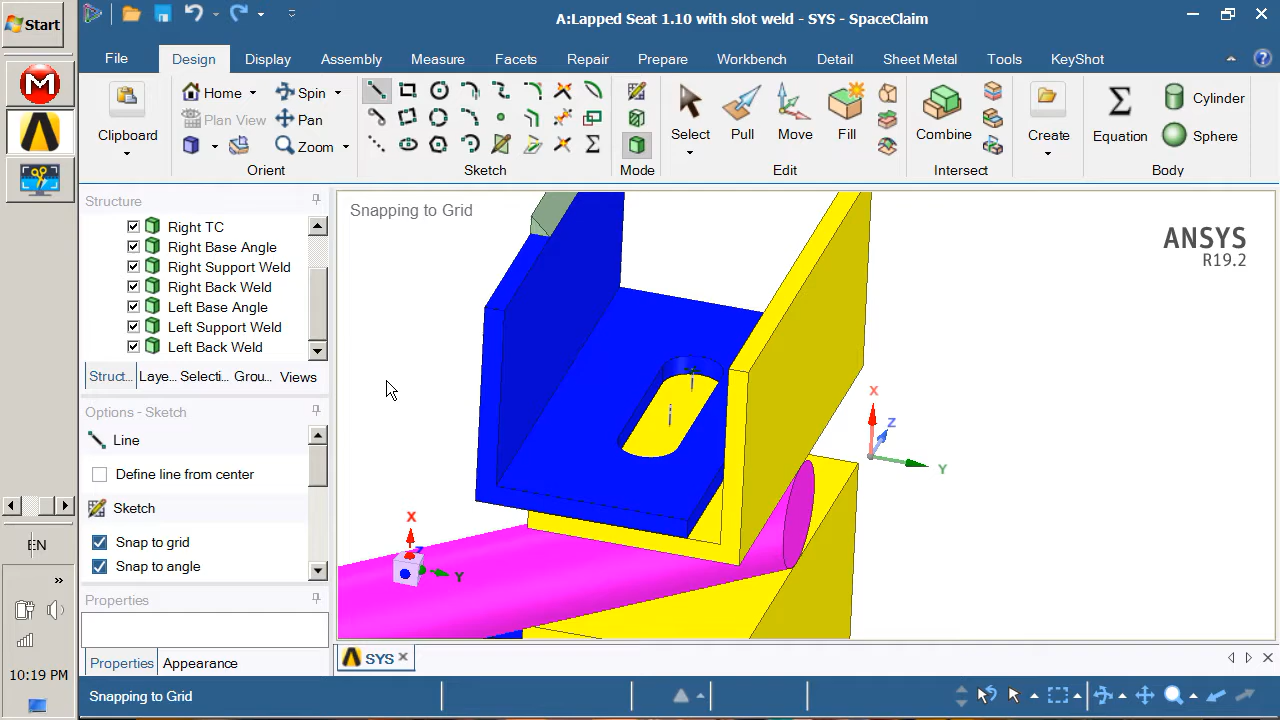 Start
A:Lapped Seat 1.10 with slot weld - SYS - SpaceClaim
File
Design
Display
Assembly
Measure
Facets
Repair
Prepare
Workbench
Detail
Sheet Metal
Tools
KeyShot
Clipboard
Home
Spin
Plan View
Pan
Zoom
Orient
Sketch
Mode
Select
Pull
Move
Fill
Edit
Combine
Intersect
Create
Equation
Cylinder
Sphere
Body
Structure
Right TC
Right Base Angle
Right Support Weld
Right Back Weld
Left Base Angle
Left Support Weld
Left Back Weld
Struct... Laye... Selecti... Grou... Views
Options - Sketch
Line
Define line from center
Sketch
Snap to grid
Snap to angle
Properties
Properties Appearance
Snapping to Grid
ANSYS
R19.2
X
Z
Y
X
Z
Y
SYS
EN
»
10:19 PM
Snapping to Grid